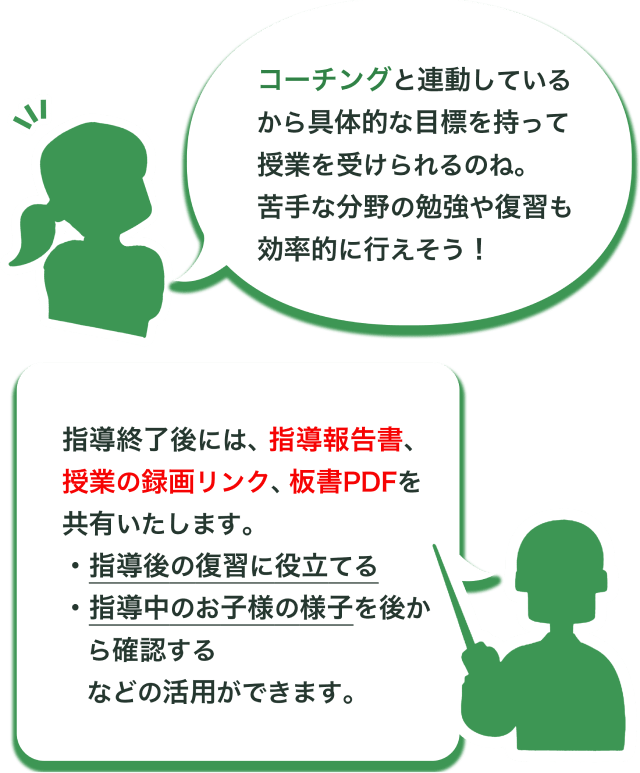 コーチングと連動している
から具体的な目標を持って
授業を受けられるのね。
苦手な分野の勉強や復習も
効率的に行えそう！
指導終了後には、指導報告書、
授業の録画リンク、板書PDFを
共有いたします。
・指導後の復習に役立てる
・指導中のお子様の様子を後か
ら確認する
などの活用ができます。